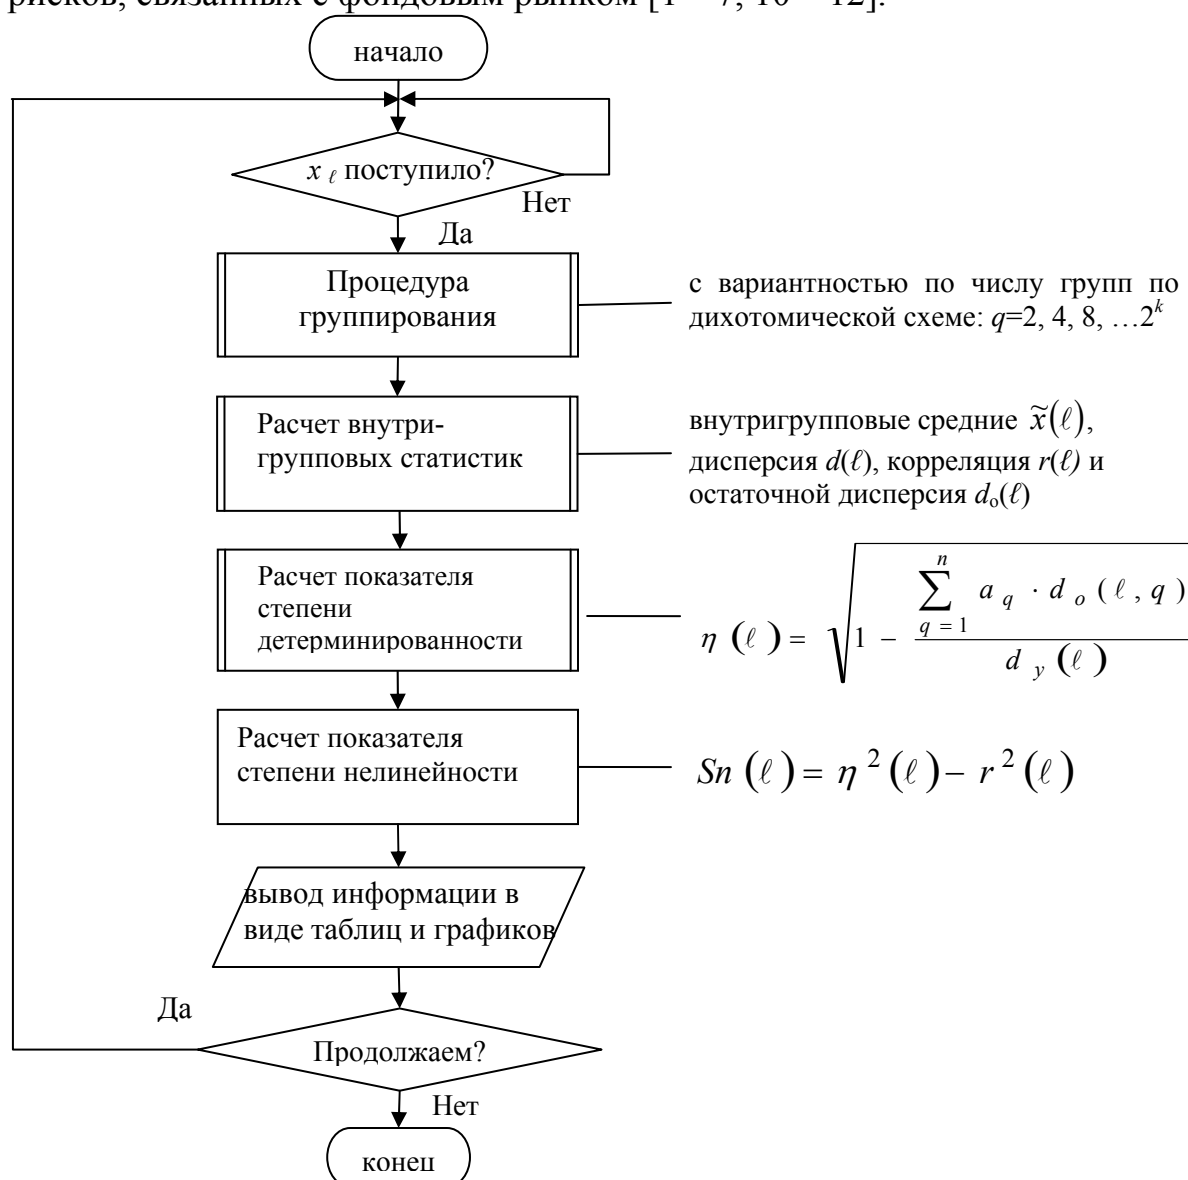 рисков, связанных с фондовым рынком [1 – 7, 10 – 12].
начало
x ℓ поступило?
Нет
Да
Процедура
группирования
с вариантностью по числу групп по
дихотомической схеме: q=2, 4, 8, …2^k
Расчет внутри-
групповых статистик
внутригрупповые средние x̃(ℓ),
дисперсия d(ℓ), корреляция r(ℓ) и
остаточной дисперсия d_o(ℓ)
Расчет показателя
степени
детерминированности
η (ℓ) = √(1 − (∑_{q=1}^{n} a_q · d_o (ℓ, q)) / (d_y (ℓ)))
Расчет показателя
степени нелинейности
Sn (ℓ) = η² (ℓ) − r² (ℓ)
вывод информации в
виде таблиц и графиков
Да
Продолжаем?
Нет
конец